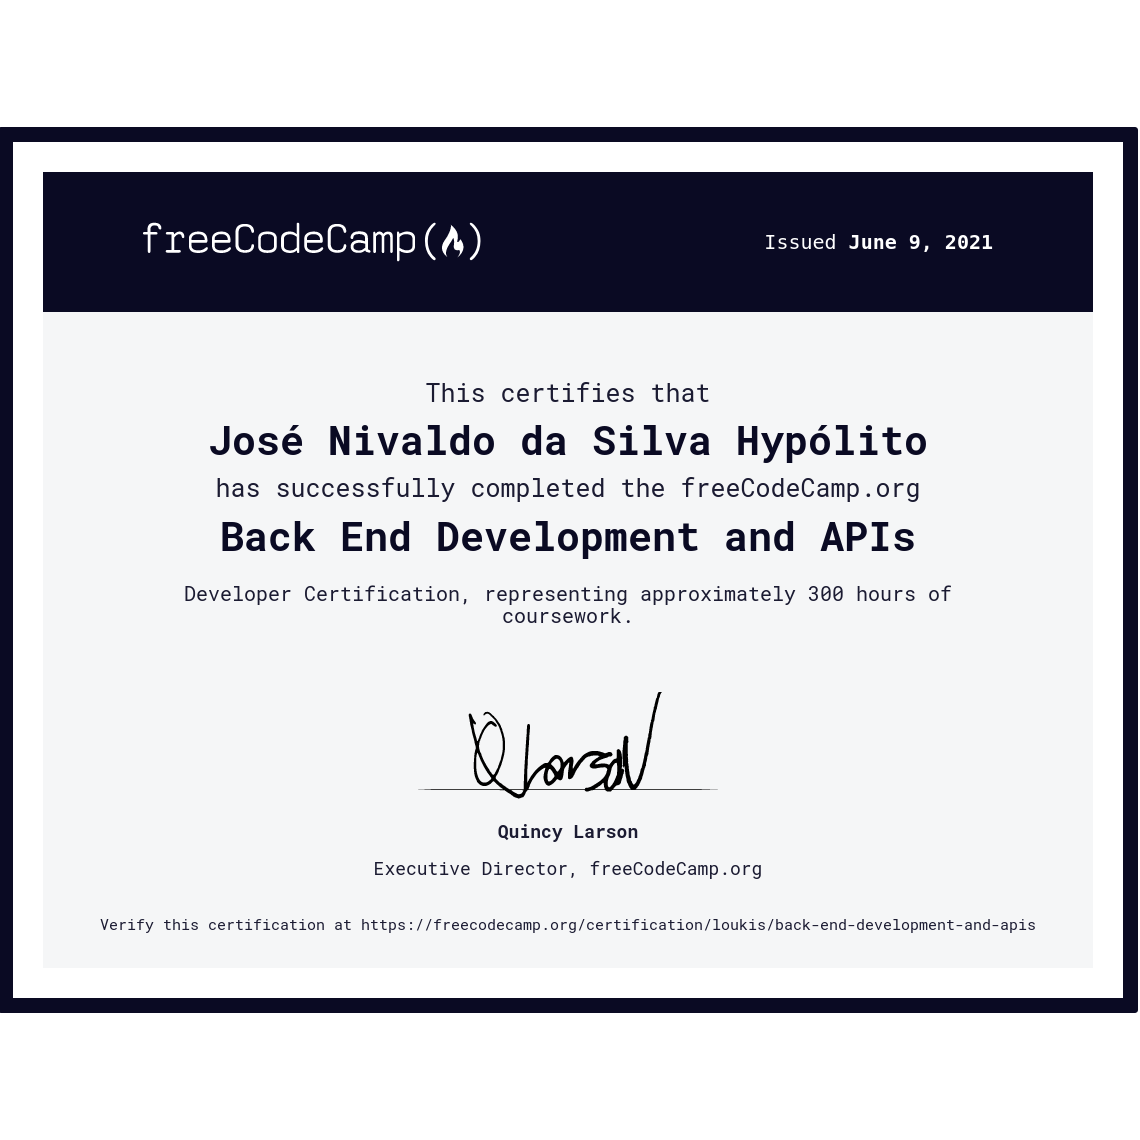 freeCodeCamp()
Issued June 9, 2021
This certifies that
José Nivaldo da Silva Hypólito
has successfully completed the freeCodeCamp.org
Back End Development and APIs
Developer Certification, representing approximately 300 hours of
coursework.
Q Larson
Quincy Larson
Executive Director, freeCodeCamp.org
Verify this certification at https://freecodecamp.org/certification/loukis/back-end-development-and-apis